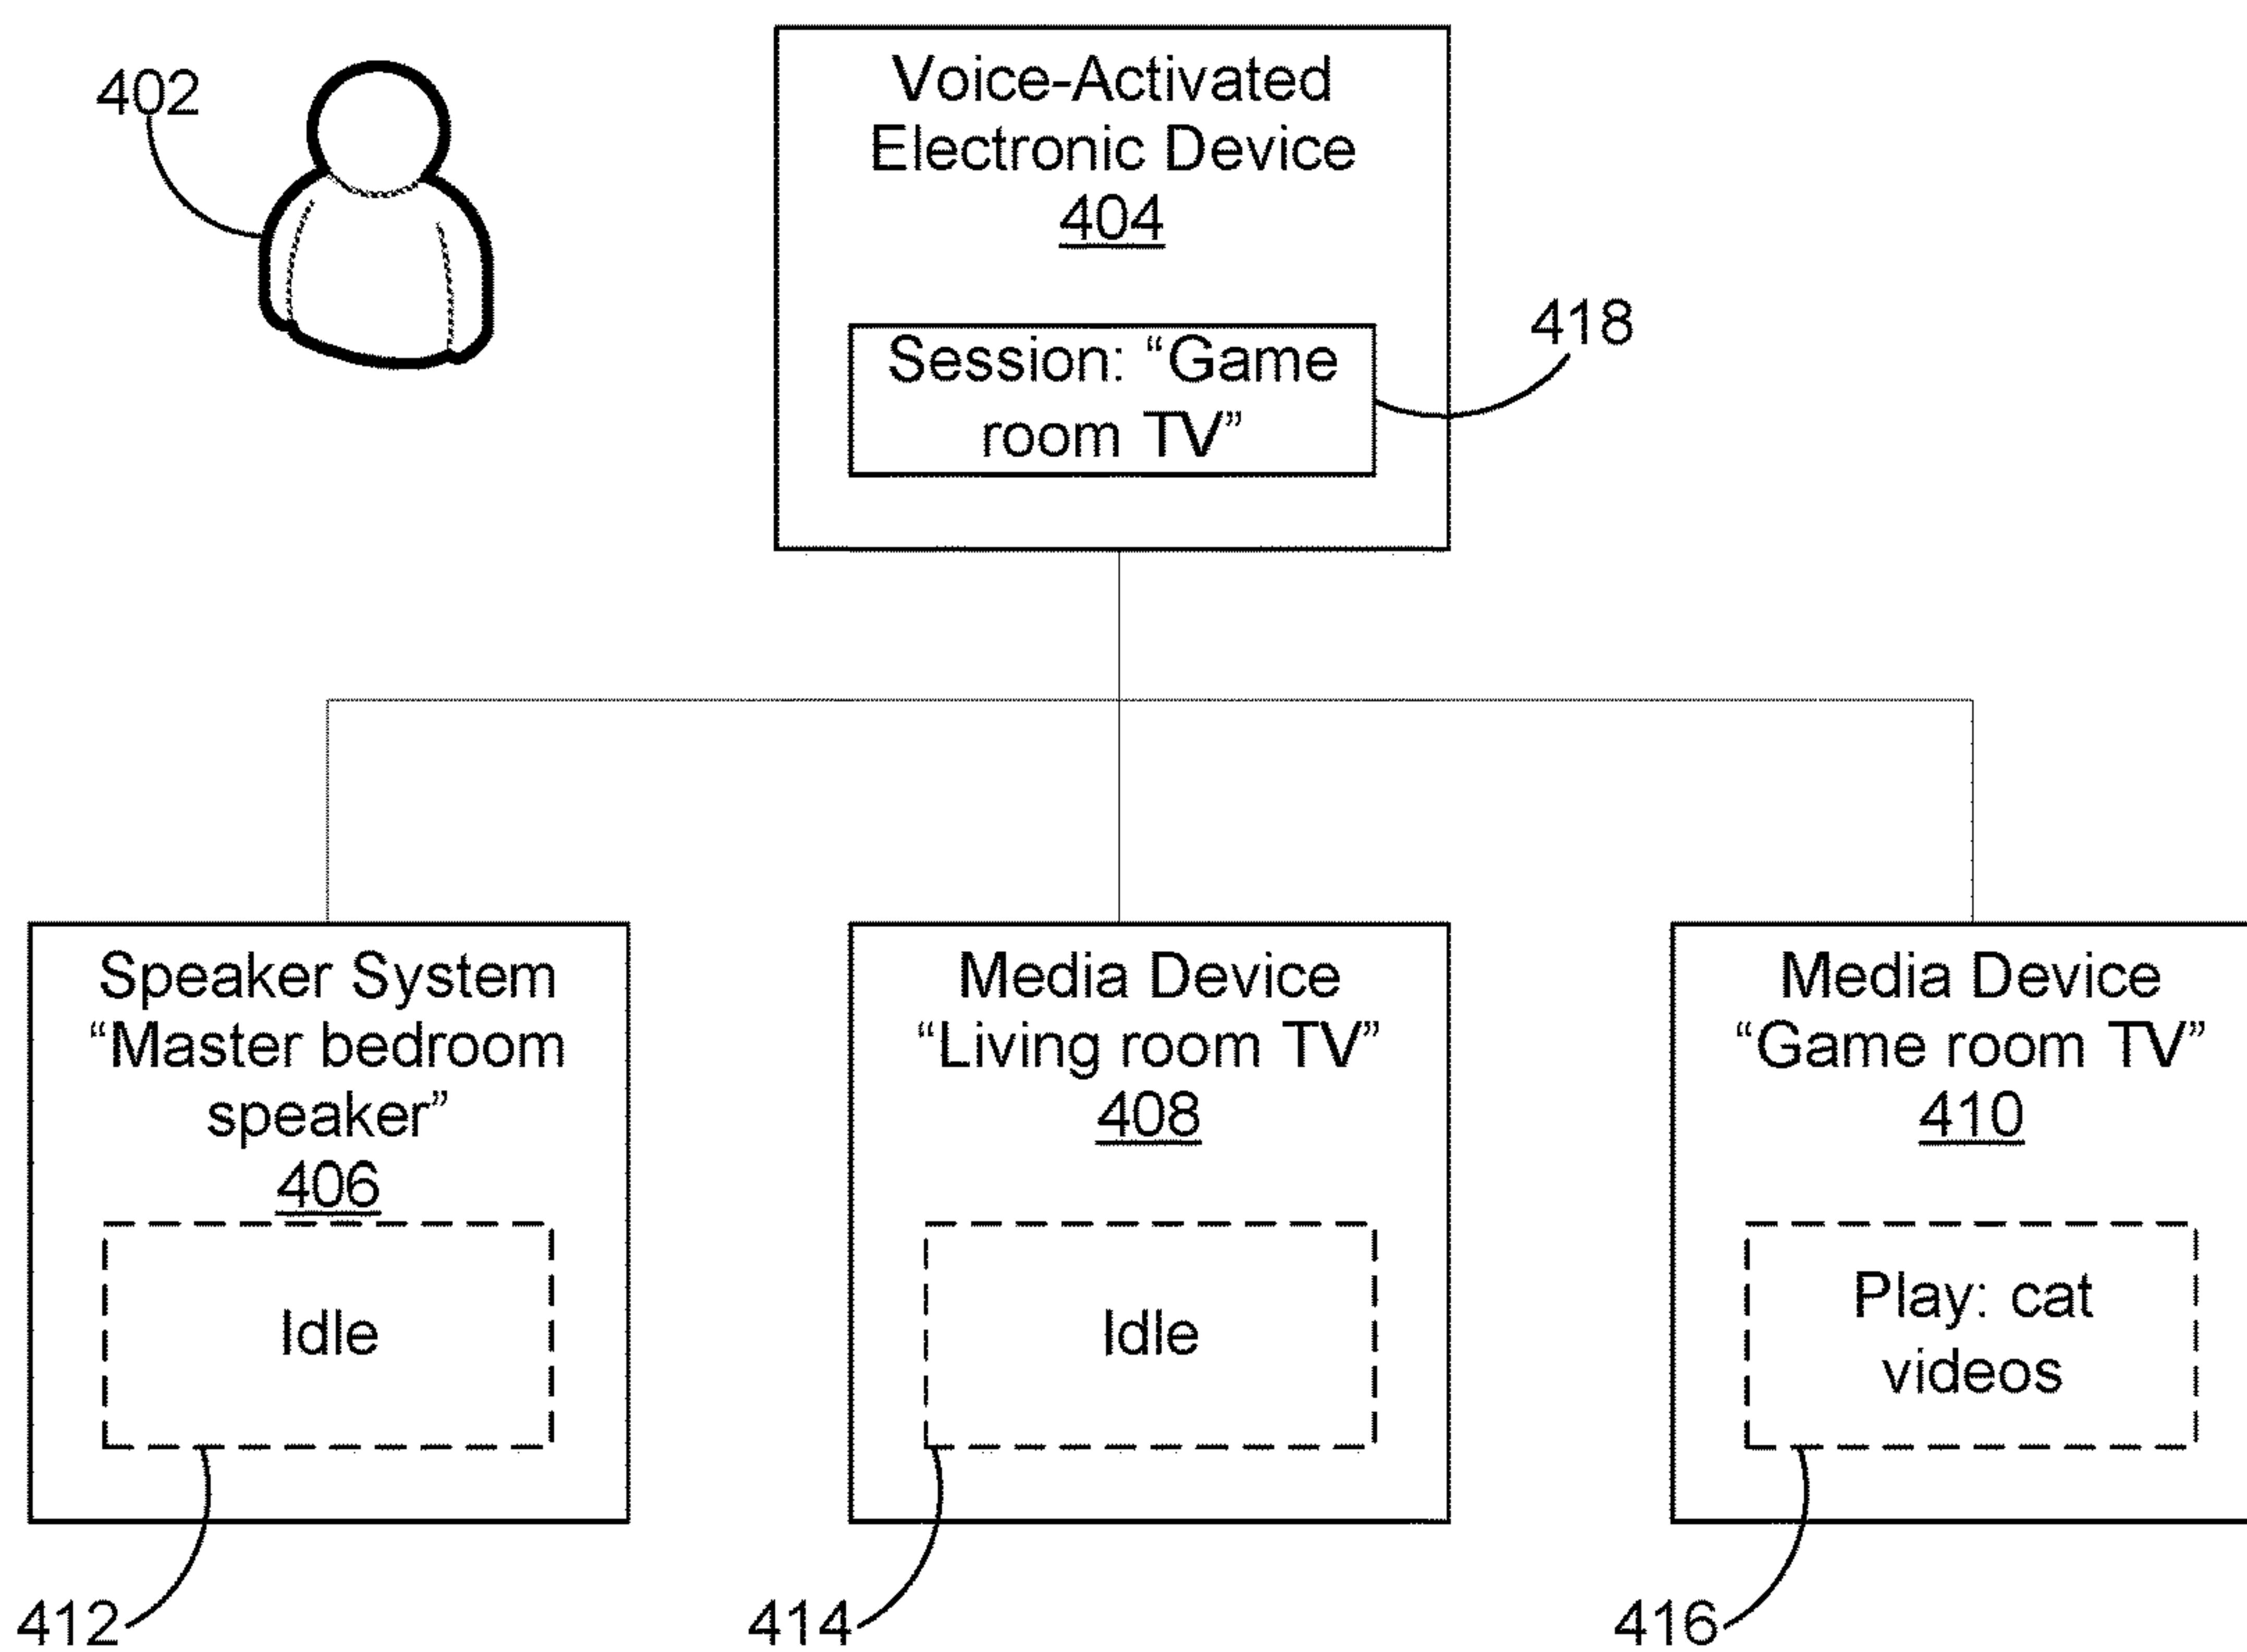 402
Voice-Activated
Electronic Device
404
Session: “Game
room TV”
418
Speaker System
“Master bedroom
speaker”
406
Idle
412
Media Device
“Living room TV”
408
Idle
414
Media Device
“Game room TV”
410
Play: cat
videos
416